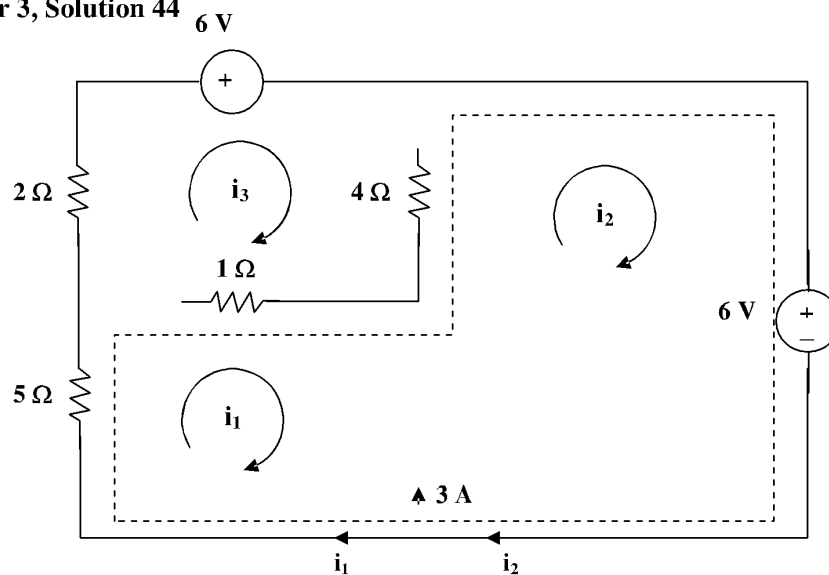 r 3, Solution 44
6 V
+
2 Ω
i₃
4 Ω
i₂
1 Ω
6 V
+
−
5 Ω
i₁
3 A
i₁
i₂